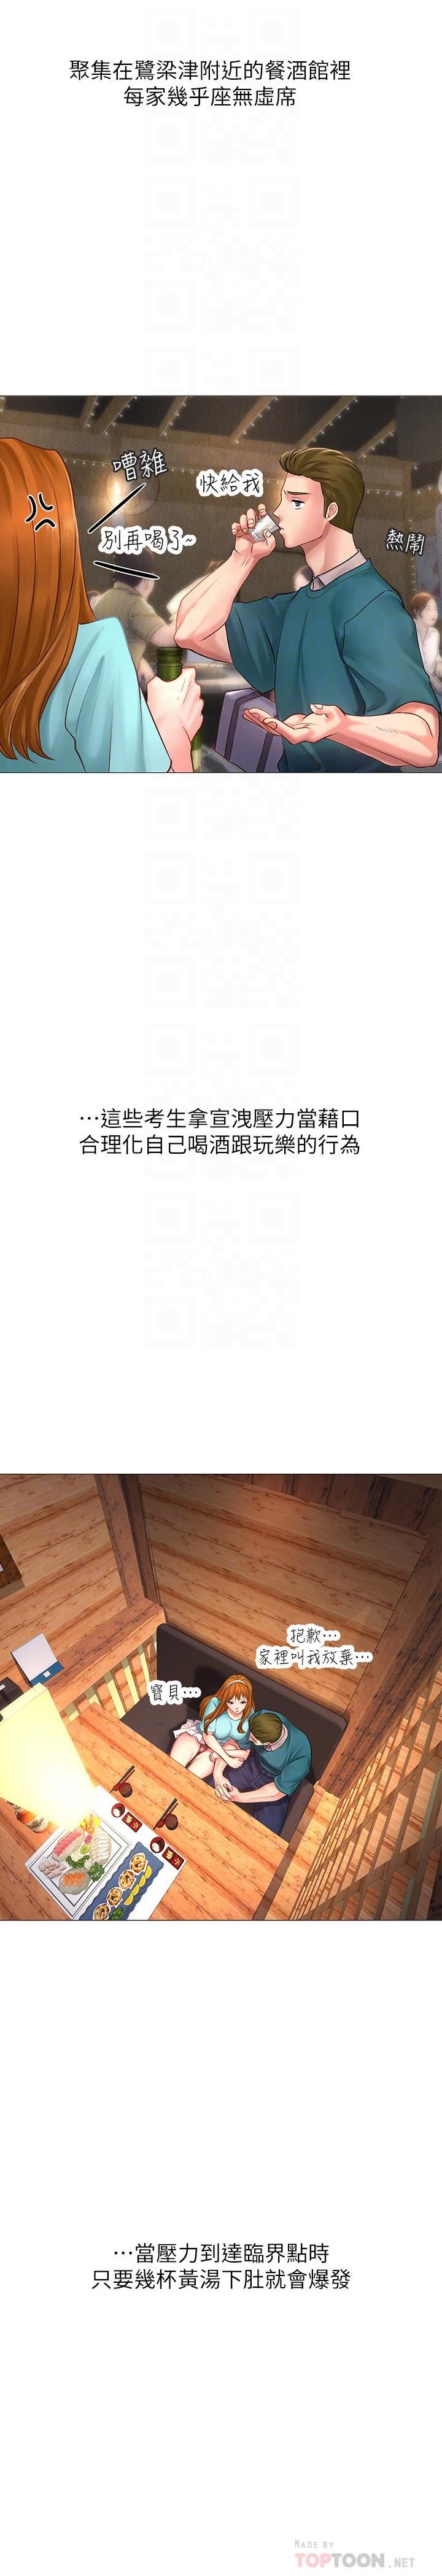 聚集在鷺梁津附近的餐酒館裡
每家幾乎座無虛席
嘈雜
快給我
別再喝了~
熱鬧
…這些考生拿宣洩壓力當藉口
合理化自己喝酒跟玩樂的行為
抱歉…
家裡叫我放棄…
寶貝…
…當壓力到達臨界點時
只要幾杯黃湯下肚就會爆發
MADE BY
TOPTOON.NET